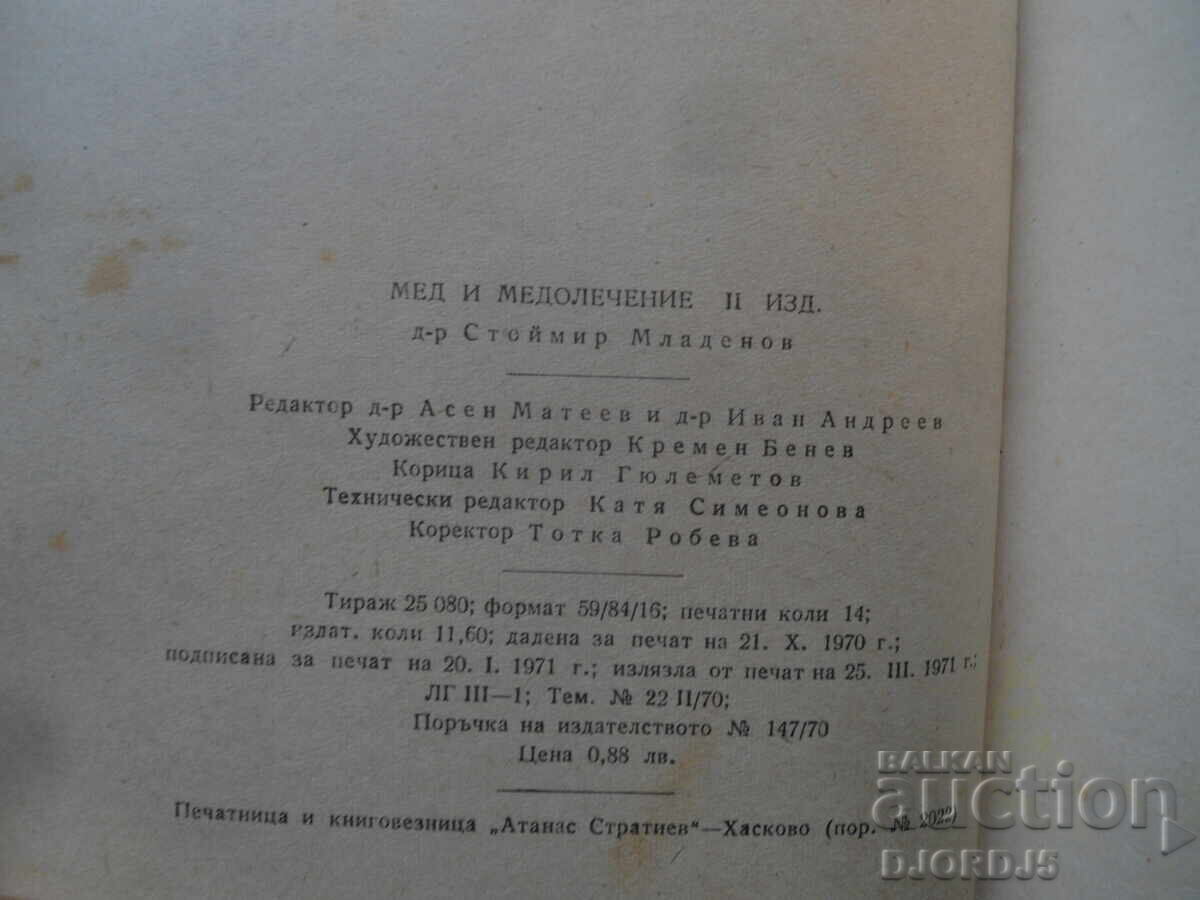 МЕД И МЕДОЛЕЧЕНИЕ II ИЗД.
д-р Стоймир Младенов
Редактор д-р Асен Матеев и д-р Иван Андреев
Художествен редактор Кремен Бенев
Корица Кирил Гюлеметов
Технически редактор Катя Симеонова
Коректор Тотка Робева
Тираж 25 080; формат 59/84/16; печатни коли 14;
издат. коли 11,60; дадена за печат на 21. X. 1970 г.;
подписана за печат на 20. I. 1971 г.; излязла от печат на 25. III. 1971 г.;
ЛГ III—1; Тем. № 22 II/70;
Поръчка на издателството № 147/70
Цена 0,88 лв.
Печатница и книговезница „Атанас Стратиев“—Хасково (пор. № 2022)
BALKAN
auction
DJORDJ5